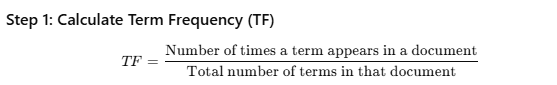 Step 1: Calculate Term Frequency (TF)
TF = Number of times a term appears in a document
Total number of terms in that document